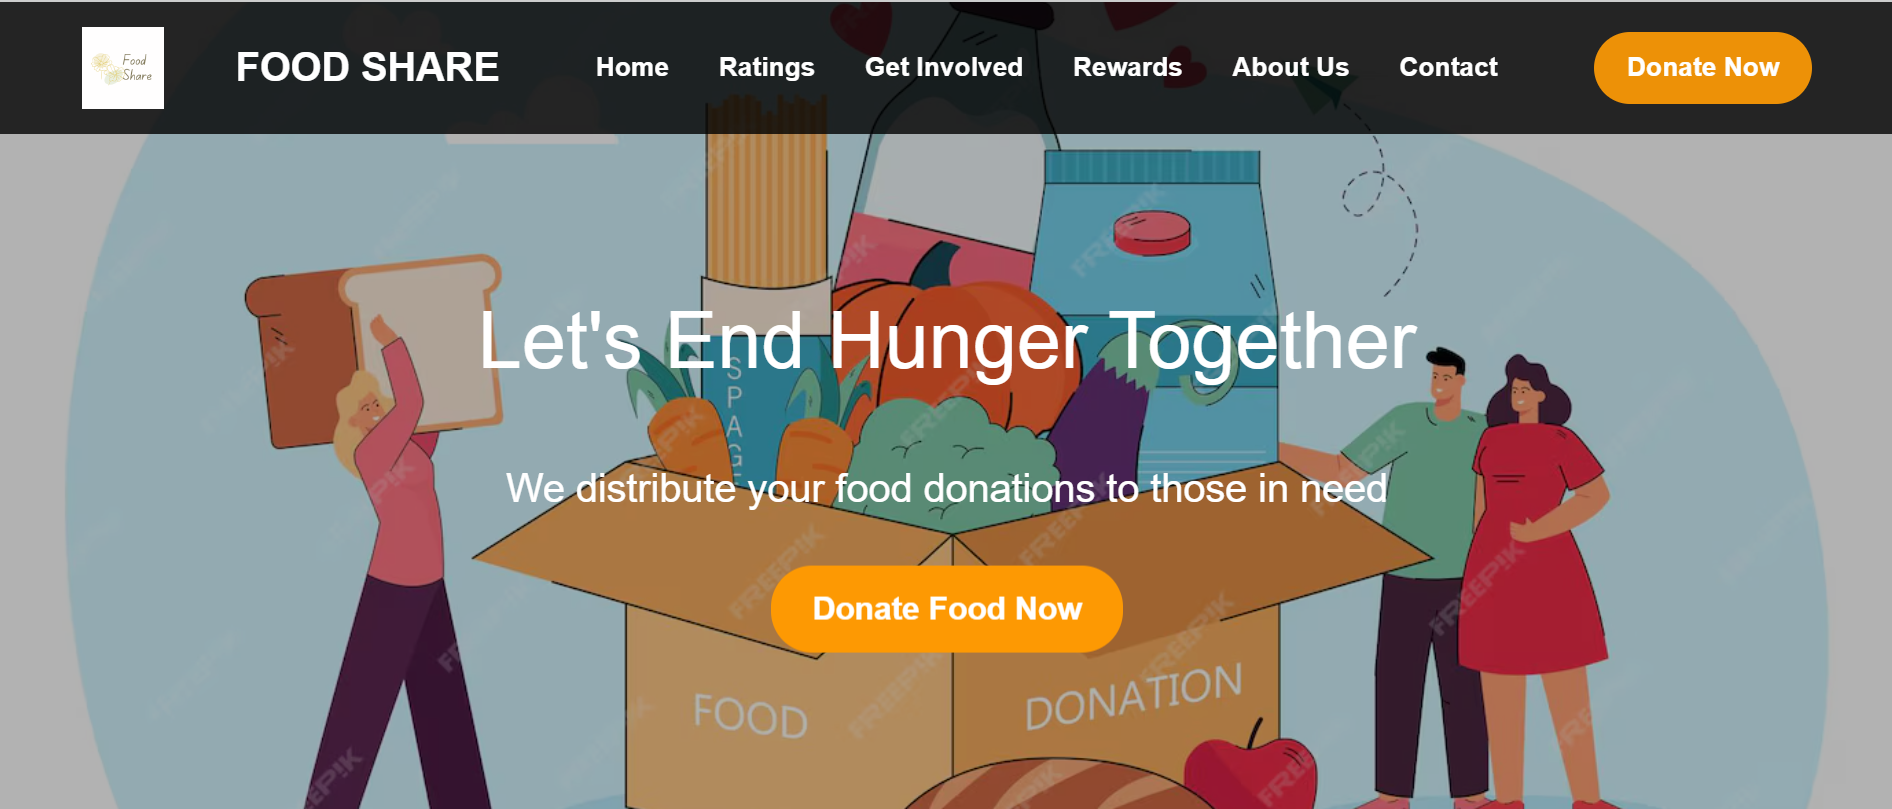 Food
Share
FOOD SHARE
Home
Ratings
Get Involved
Rewards
About Us
Contact
Donate Now
Let's End Hunger Together
SPAGE
We distribute your food donations to those in need
Donate Food Now
FOOD
DONATION
FREEPIK